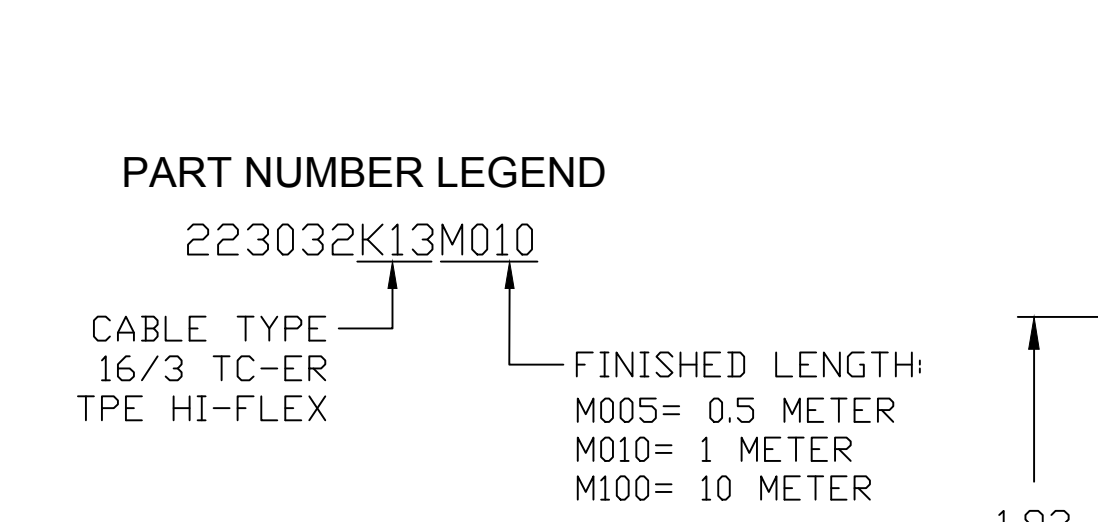 PART NUMBER LEGEND
223032K13M010
CABLE TYPE
16/3 TC-ER
TPE HI-FLEX
FINISHED LENGTH:
M005= 0.5 METER
M010= 1 METER
M100= 10 METER